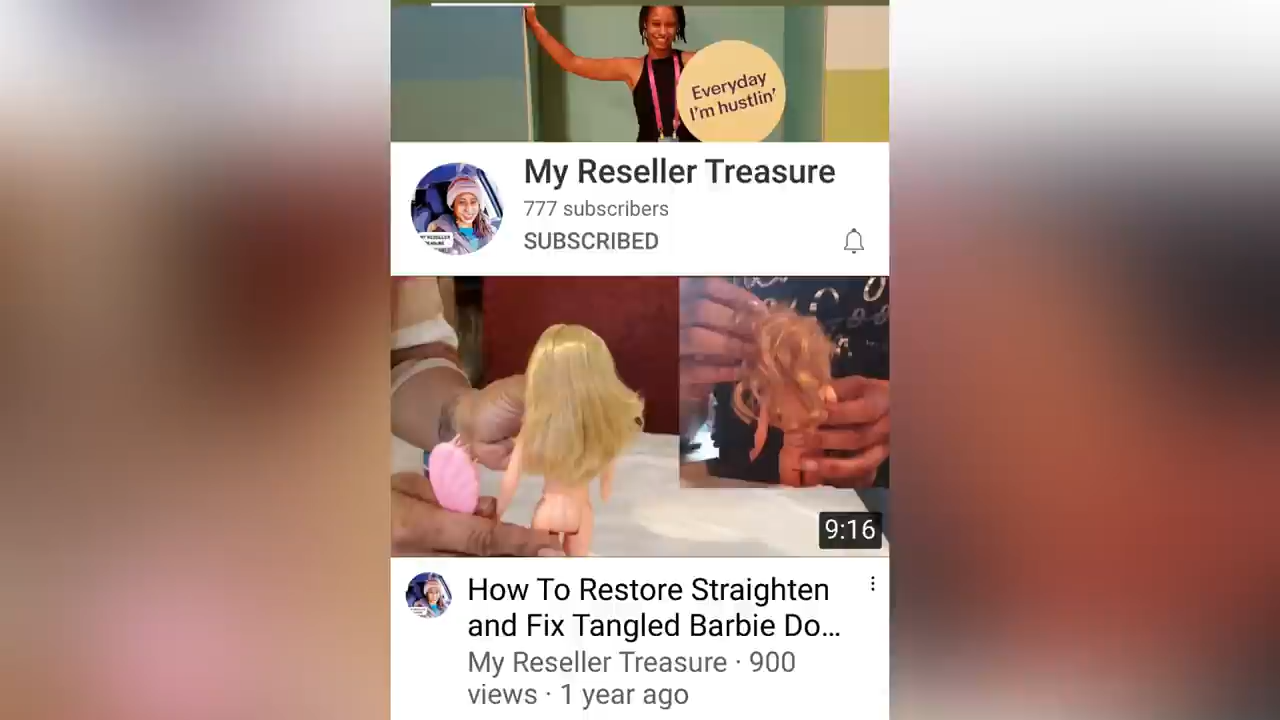 Everyday
I'm hustlin'
My Reseller Treasure
777 subscribers
SUBSCRIBED
9:16
How To Restore Straighten
and Fix Tangled Barbie Do...
My Reseller Treasure · 900
views · 1 year ago